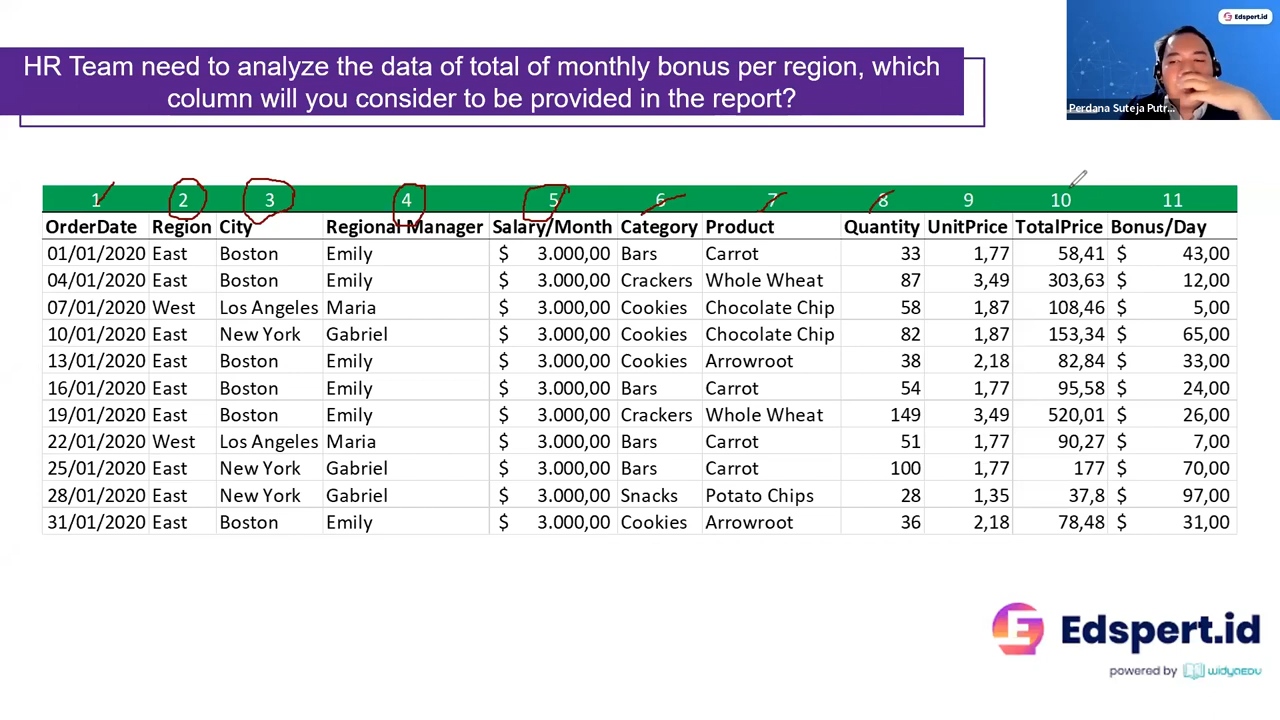 Edspert.id
HR Team need to analyze the data of total of monthly bonus per region, which
column will you consider to be provided in the report?
Perdana Suteja Putr...
1 2 3 4 5 6 7 8 9 10 11
OrderDate Region City Regional Manager Salary/Month Category Product Quantity UnitPrice TotalPrice Bonus/Day
01/01/2020 East Boston Emily $ 3.000,00 Bars Carrot 33 1,77 58,41 $ 43,00
04/01/2020 East Boston Emily $ 3.000,00 Crackers Whole Wheat 87 3,49 303,63 $ 12,00
07/01/2020 West Los Angeles Maria $ 3.000,00 Cookies Chocolate Chip 58 1,87 108,46 $ 5,00
10/01/2020 East New York Gabriel $ 3.000,00 Cookies Chocolate Chip 82 1,87 153,34 $ 65,00
13/01/2020 East Boston Emily $ 3.000,00 Cookies Arrowroot 38 2,18 82,84 $ 33,00
16/01/2020 East Boston Emily $ 3.000,00 Bars Carrot 54 1,77 95,58 $ 24,00
19/01/2020 East Boston Emily $ 3.000,00 Crackers Whole Wheat 149 3,49 520,01 $ 26,00
22/01/2020 West Los Angeles Maria $ 3.000,00 Bars Carrot 51 1,77 90,27 $ 7,00
25/01/2020 East New York Gabriel $ 3.000,00 Bars Carrot 100 1,77 177 $ 70,00
28/01/2020 East New York Gabriel $ 3.000,00 Snacks Potato Chips 28 1,35 37,8 $ 97,00
31/01/2020 East Boston Emily $ 3.000,00 Cookies Arrowroot 36 2,18 78,48 $ 31,00
Edspert.id
powered by WIDYAEDU